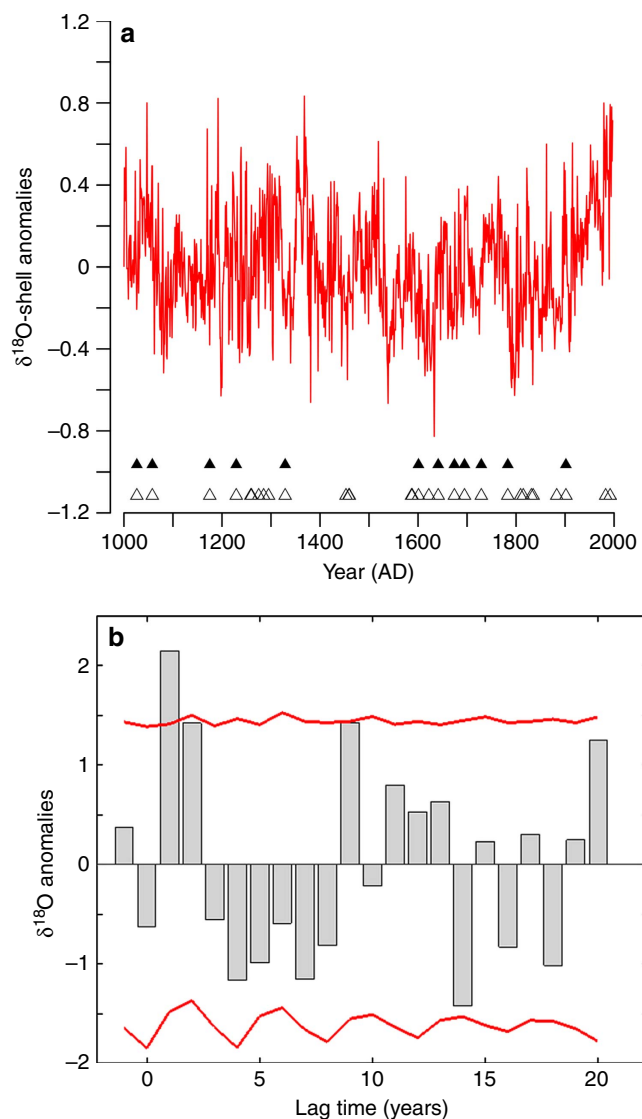 a
1.2
0.8
0.4
0
−0.4
−0.8
−1.2
δ18O-shell anomalies
1000 1200 1400 1600 1800 2000
Year (AD)
b
2
1
0
−1
−2
δ18O anomalies
0 5 10 15 20
Lag time (years)